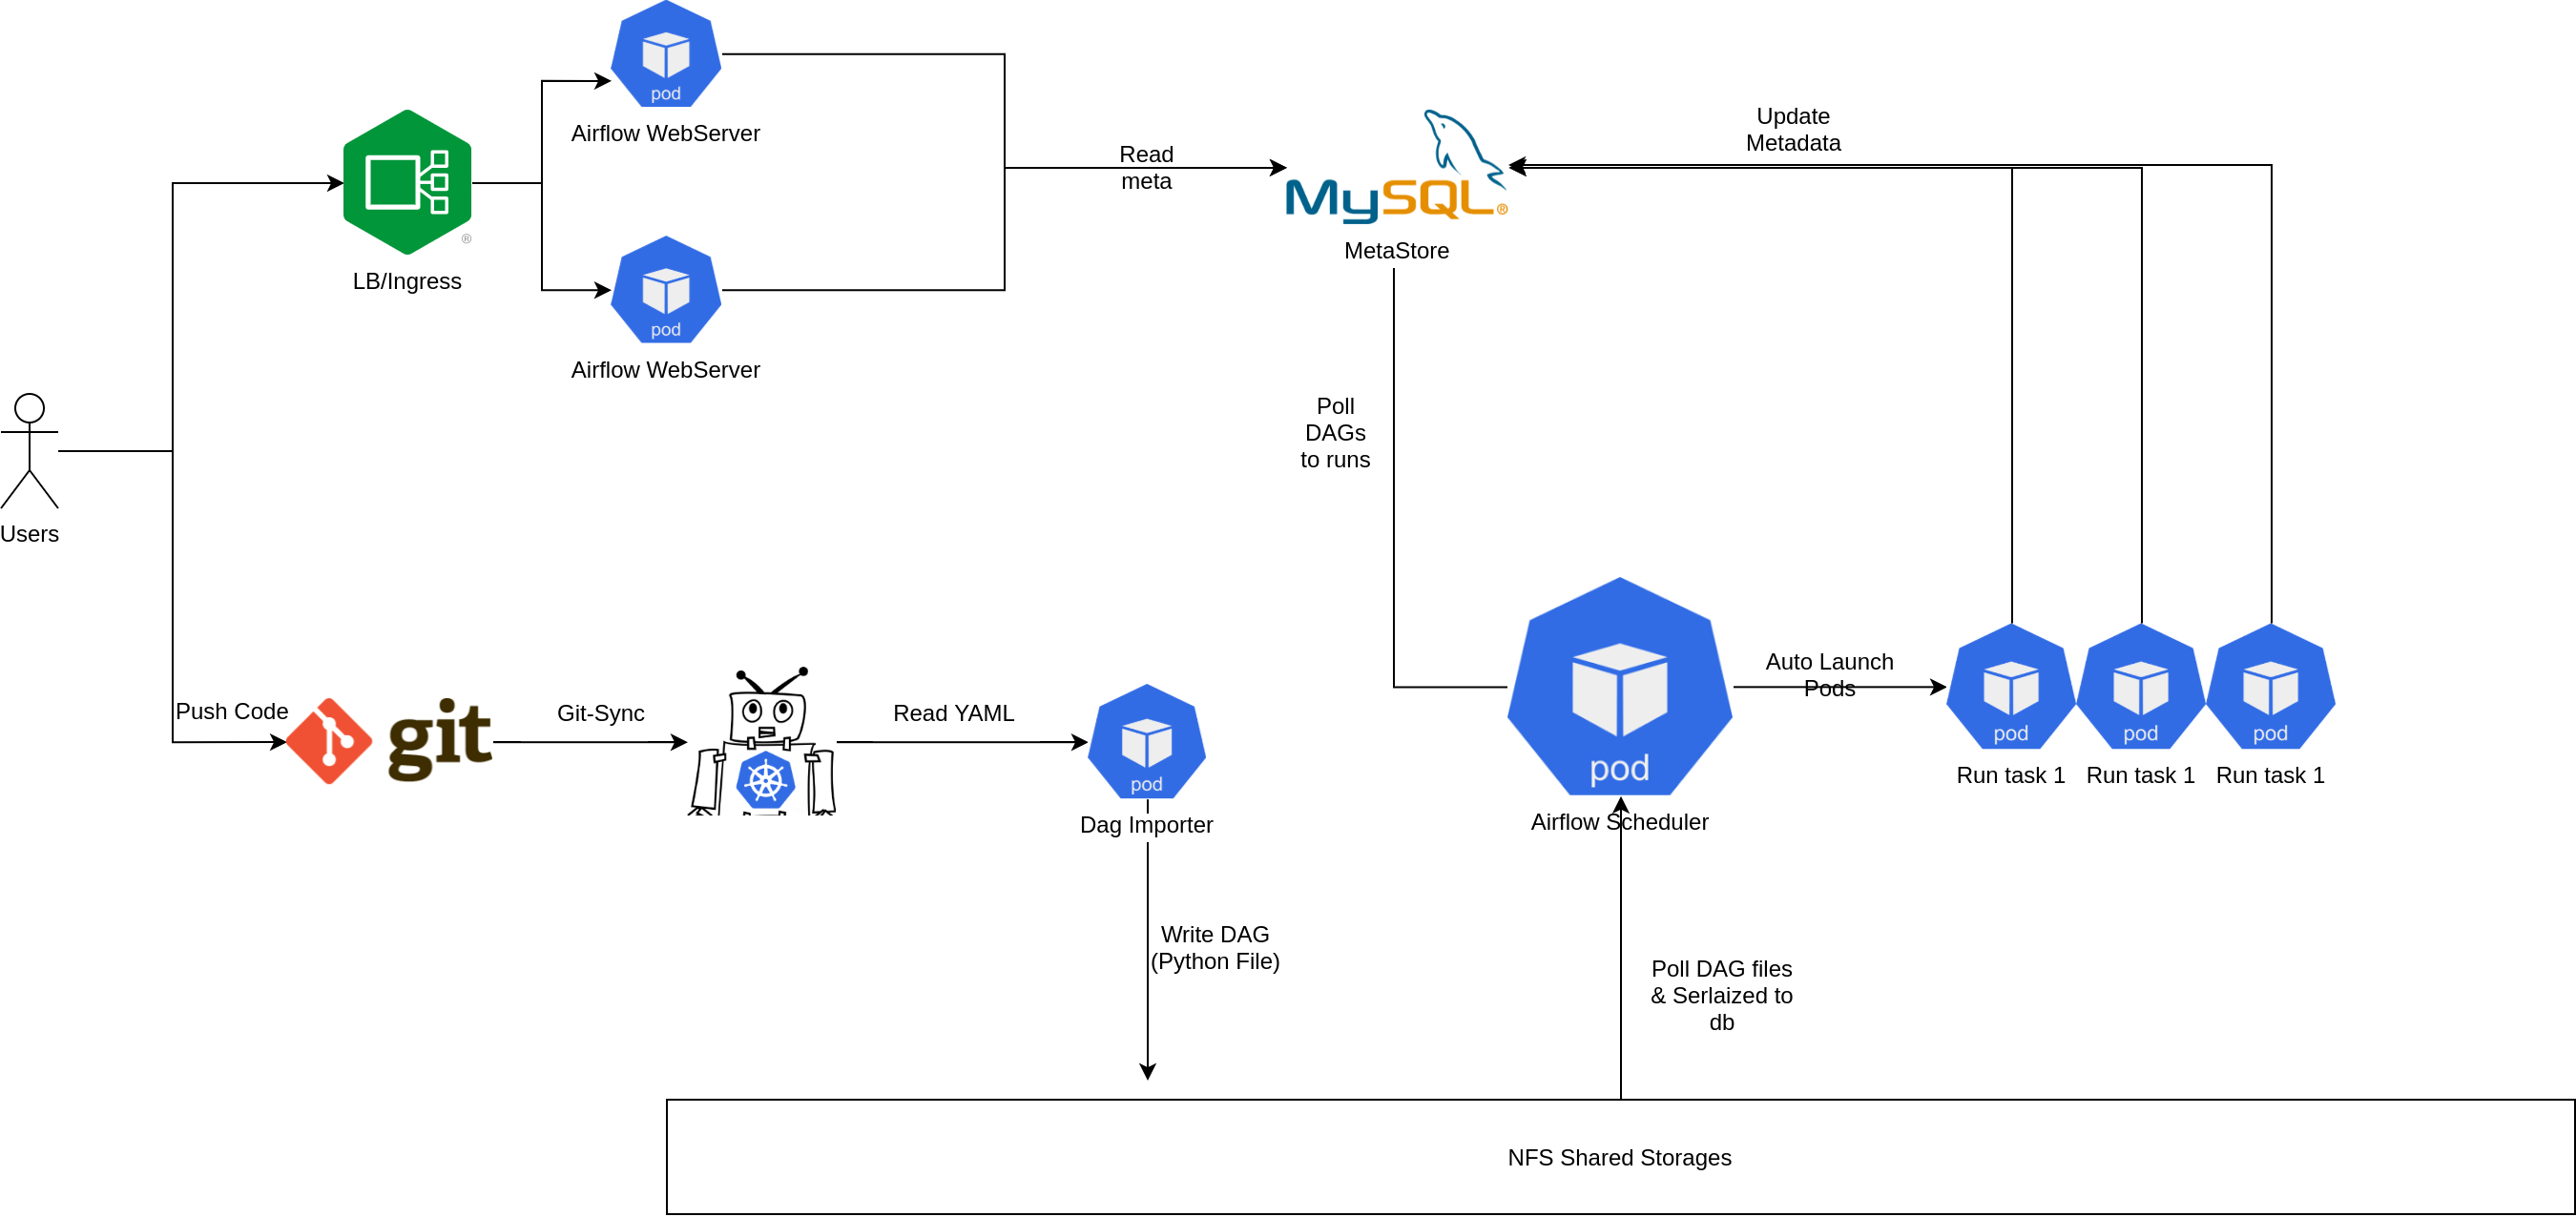 pod
Airflow WebServer
Update
Metadata
Read
meta
MySQL®
MetaStore
®
LB/Ingress
pod
Airflow WebServer
Poll
DAGs
to runs
Users
Push Code
git
Git-Sync
Read YAML
pod
Dag Importer
pod
Airflow Scheduler
Auto Launch
Pods
pod
Run task 1
pod
Run task 1
pod
Run task 1
Write DAG
(Python File)
Poll DAG files
& Serlaized to
db
NFS Shared Storages